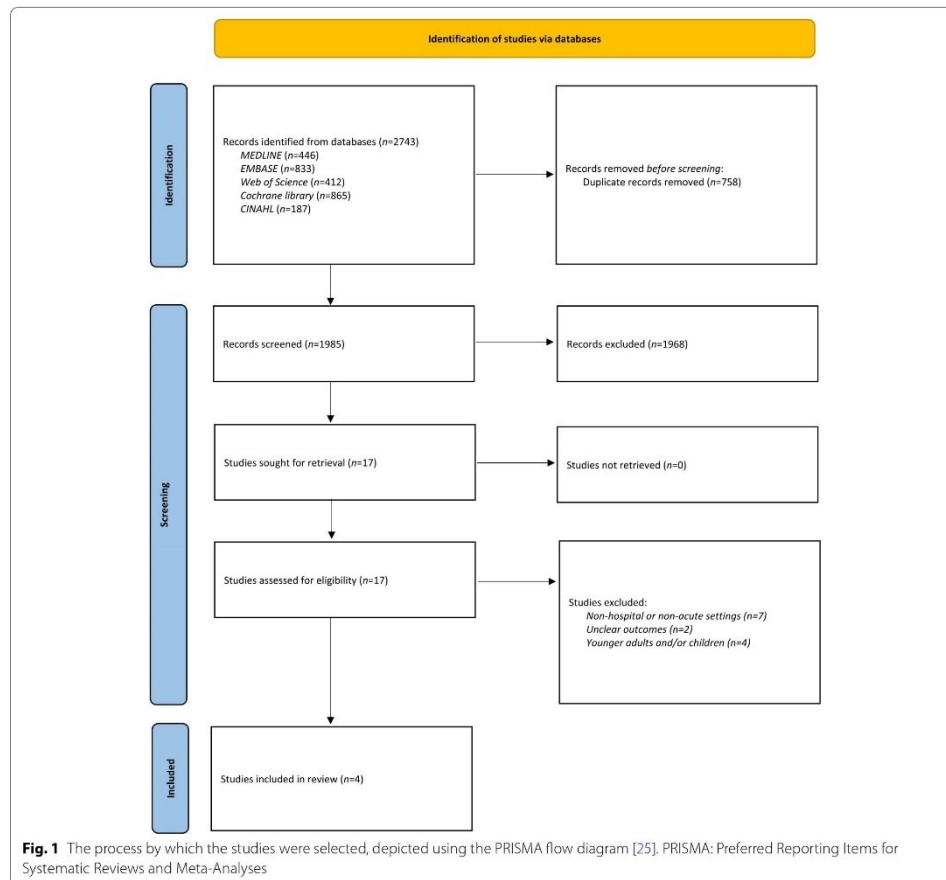 Identification of studies via databases
Identification
Records identified from databases (n=2743)
MEDLINE (n=446)
EMBASE (n=833)
Web of Science (n=412)
Cochrane library (n=865)
CINAHL (n=187)
Records removed before screening:
Duplicate records removed (n=758)
Screening
Records screened (n=1985)
Records excluded (n=1968)
Studies sought for retrieval (n=17)
Studies not retrieved (n=0)
Studies assessed for eligibility (n=17)
Studies excluded:
Non-hospital or non-acute settings (n=7)
Unclear outcomes (n=2)
Younger adults and/or children (n=4)
Included
Studies included in review (n=4)
Fig. 1 The process by which the studies were selected, depicted using the PRISMA flow diagram [25]. PRISMA: Preferred Reporting Items for
Systematic Reviews and Meta-Analyses